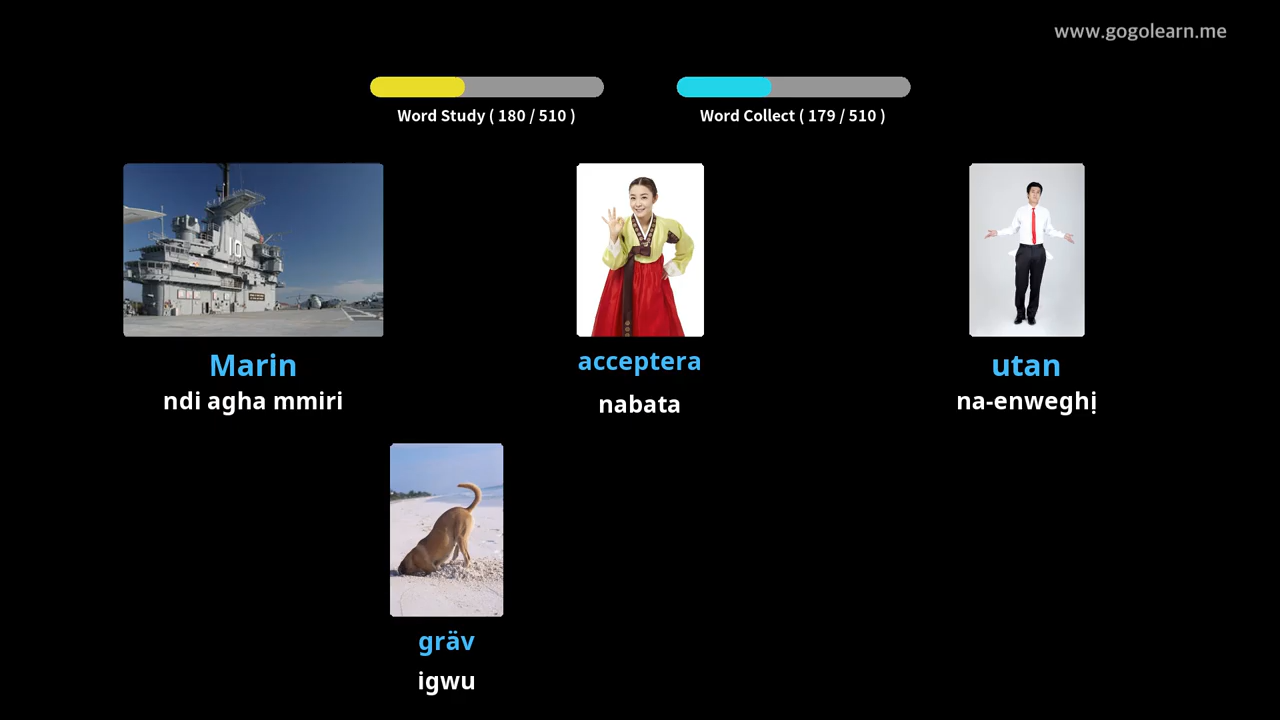 www.gogolearn.me
Word Study ( 180 / 510 )
Word Collect ( 179 / 510 )
10
Marin
ndi agha mmiri
acceptera
nabata
utan
na-enweghị
gräv
igwu